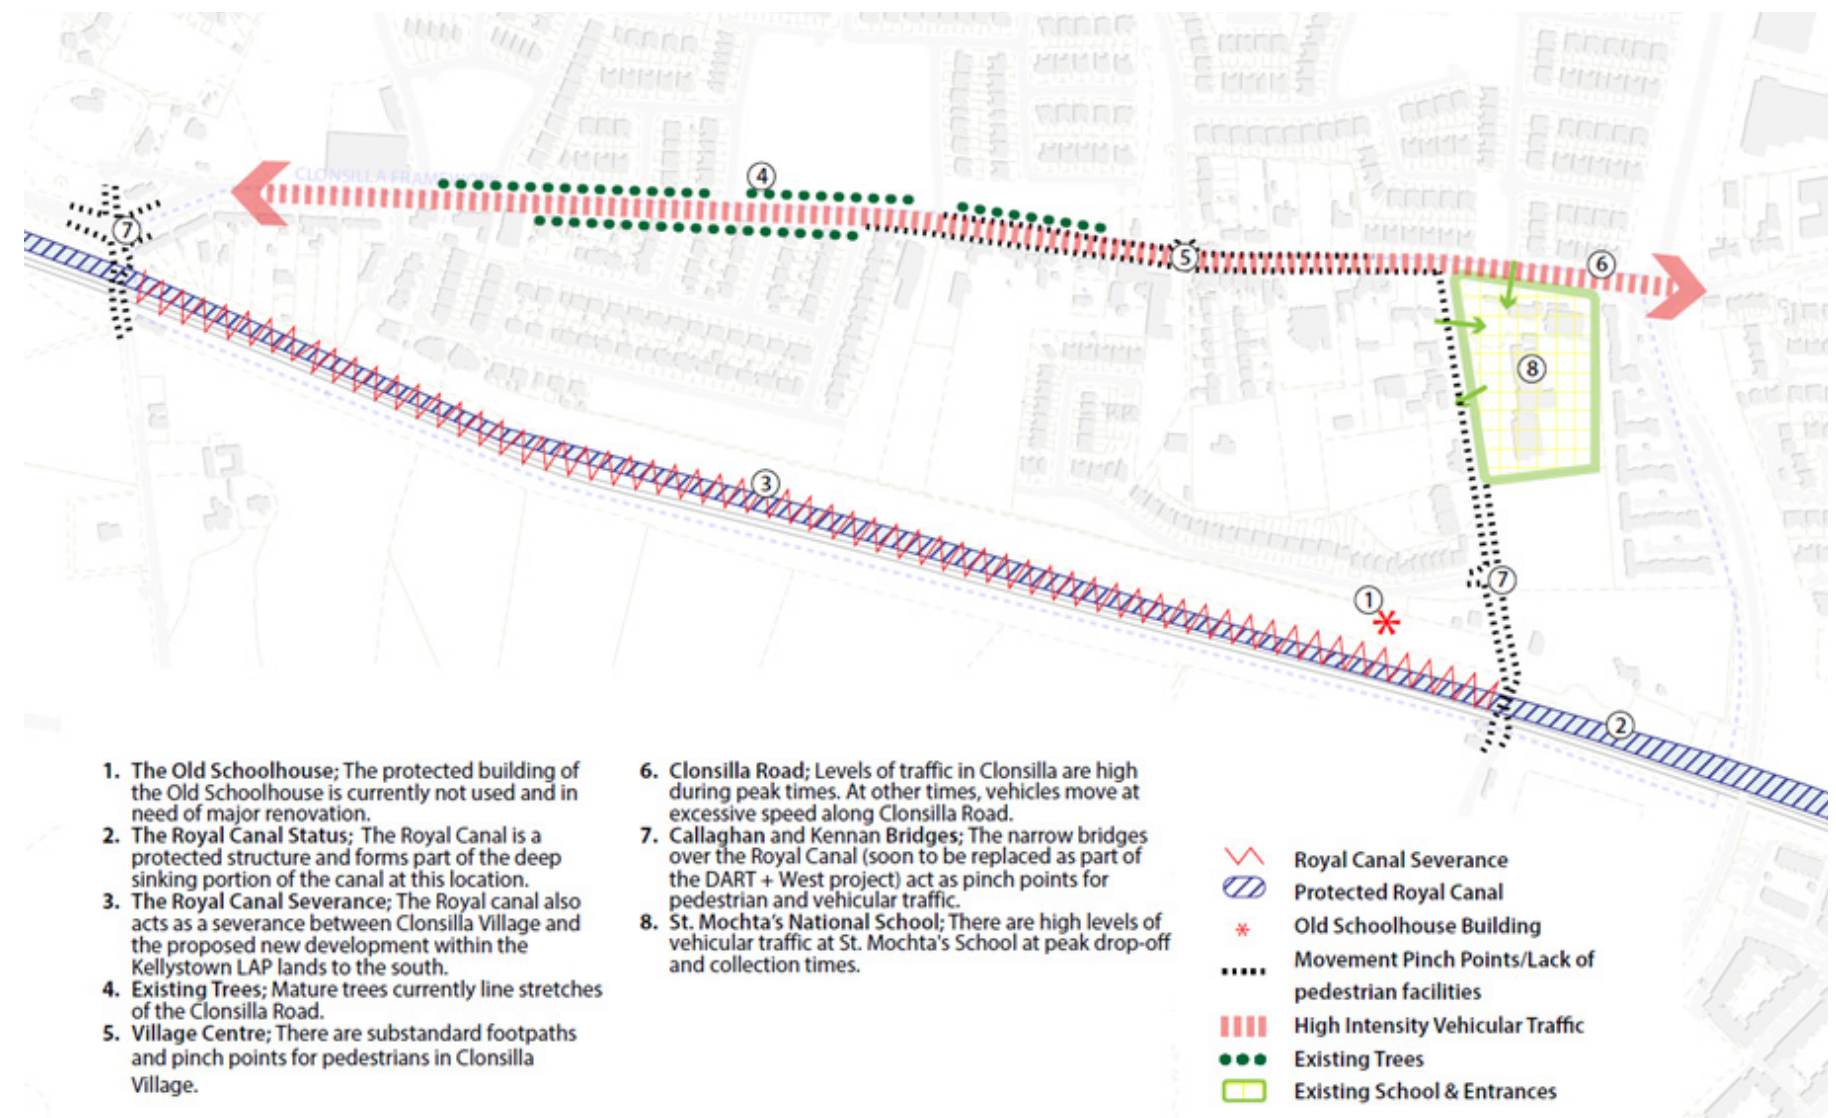 CLONSILLA FRAMEWORK
4
7
5
6
8
3
7
1
2
1. The Old Schoolhouse; The protected building of
the Old Schoolhouse is currently not used and in
need of major renovation.
2. The Royal Canal Status; The Royal Canal is a
protected structure and forms part of the deep
sinking portion of the canal at this location.
3. The Royal Canal Severance; The Royal canal also
acts as a severance between Clonsilla Village and
the proposed new development within the
Kellystown LAP lands to the south.
4. Existing Trees; Mature trees currently line stretches
of the Clonsilla Road.
5. Village Centre; There are substandard footpaths
and pinch points for pedestrians in Clonsilla
Village.
6. Clonsilla Road; Levels of traffic in Clonsilla are high
during peak times. At other times, vehicles move at
excessive speed along Clonsilla Road.
7. Callaghan and Kennan Bridges; The narrow bridges
over the Royal Canal (soon to be replaced as part of
the DART + West project) act as pinch points for
pedestrian and vehicular traffic.
8. St. Mochta's National School; There are high levels of
vehicular traffic at St. Mochta's School at peak drop-off
and collection times.
Royal Canal Severance
Protected Royal Canal
Old Schoolhouse Building
Movement Pinch Points/Lack of
pedestrian facilities
High Intensity Vehicular Traffic
Existing Trees
Existing School & Entrances